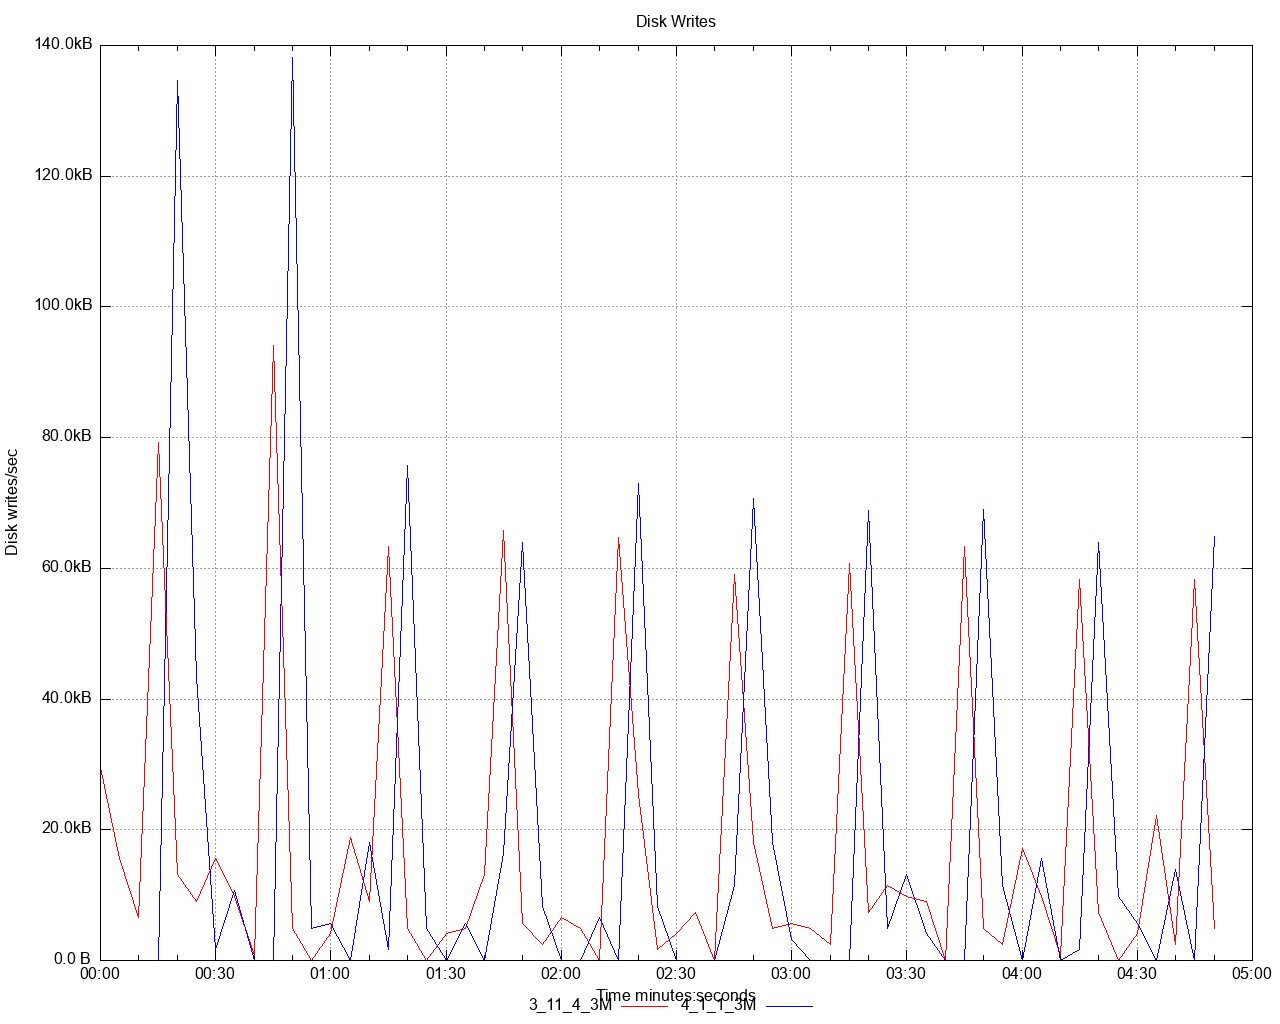 Disk Writes
140.0kB
120.0kB
100.0kB
80.0kB
60.0kB
40.0kB
20.0kB
0.0 B
Disk writes/sec
00:00 00:30 01:00 01:30 02:00 02:30 03:00 03:30 04:00 04:30 05:00
Time minutes:seconds
3_11_4_3M 4_1_1_3M